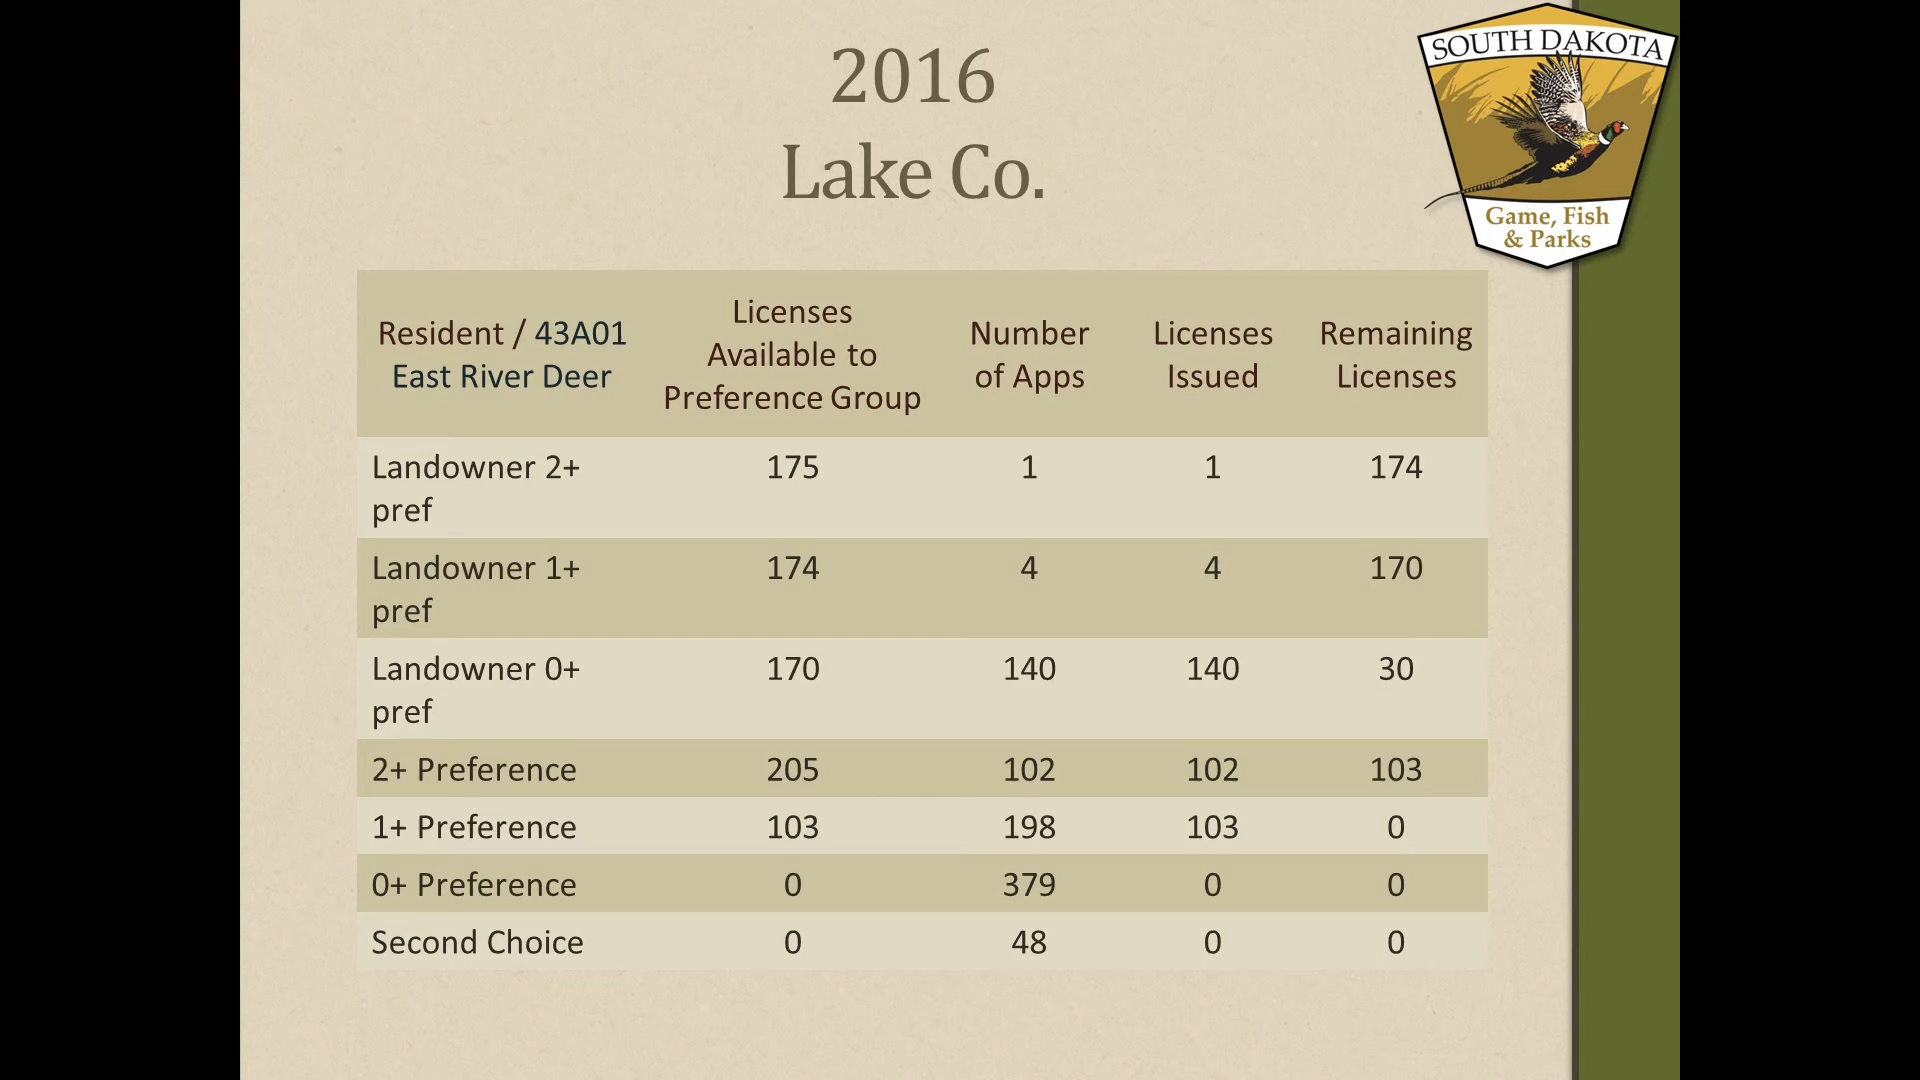 2016
Lake Co.
SOUTH DAKOTA
Game, Fish
& Parks
Resident / 43A01
East River Deer
Licenses
Available to
Preference Group
Number
of Apps
Licenses
Issued
Remaining
Licenses
Landowner 2+
pref
175 1 1 174
Landowner 1+
pref
174 4 4 170
Landowner 0+
pref
170 140 140 30
2+ Preference 205 102 102 103
1+ Preference 103 198 103 0
0+ Preference 0 379 0 0
Second Choice 0 48 0 0